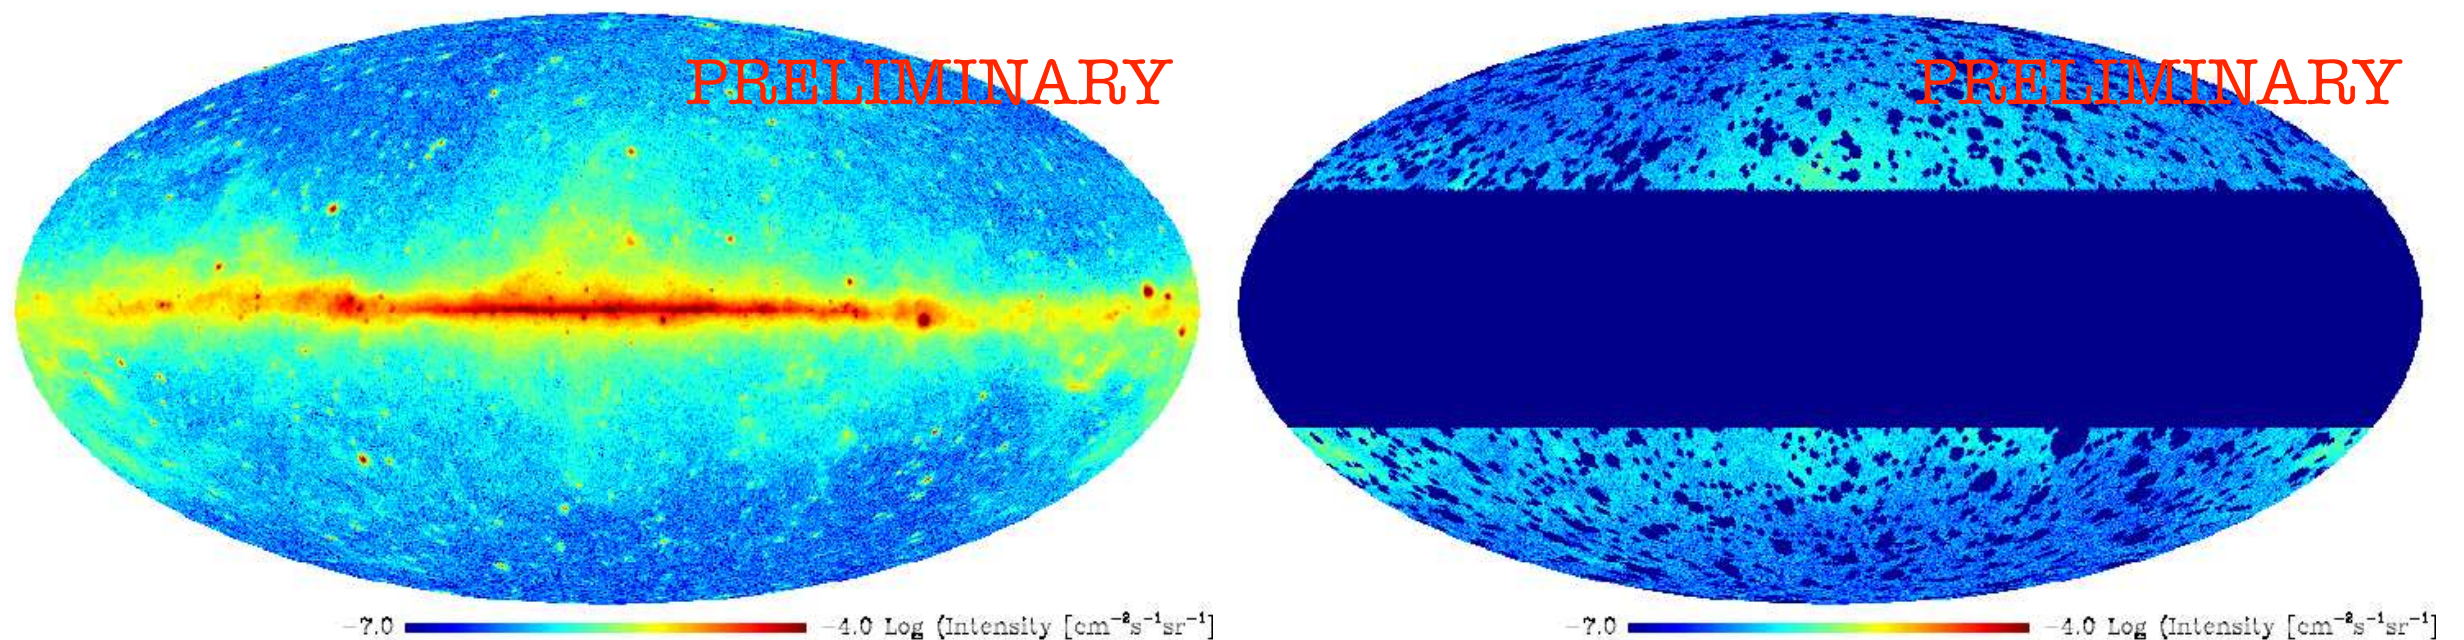 PRELIMINARY
PRELIMINARY
−7.0 −4.0 Log (Intensity [cm⁻²s⁻¹sr⁻¹]
−7.0 −4.0 Log (Intensity [cm⁻²s⁻¹sr⁻¹]